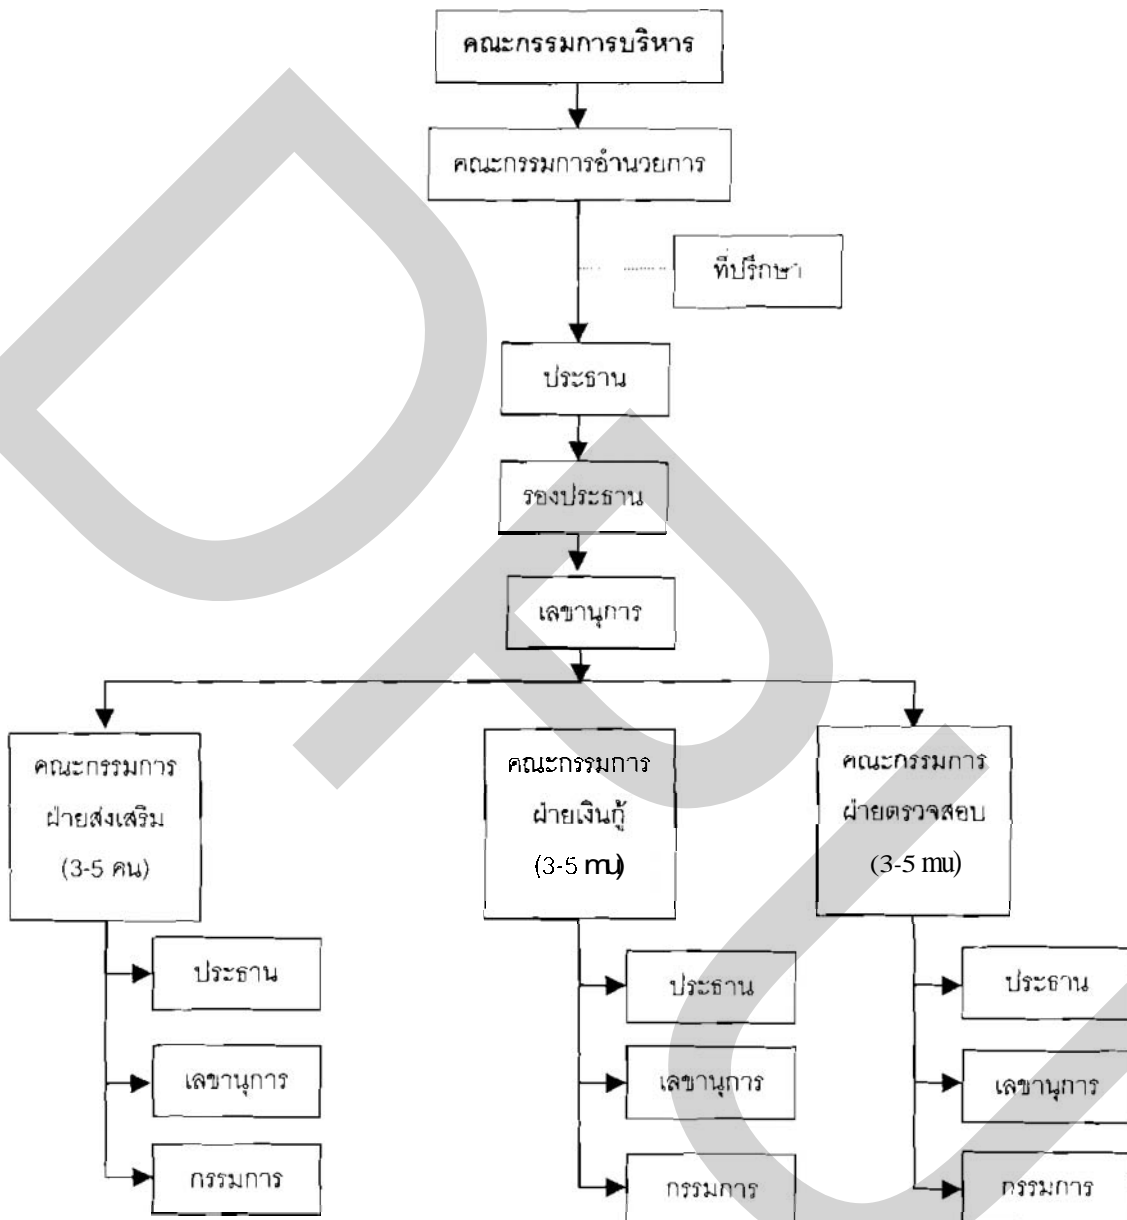 คณะกรรมการบริหาร
คณะกรรมการอำนวยการ
ที่ปรึกษา
ประธาน
รองประธาน
เลขานุการ
คณะกรรมการ
ฝ่ายส่งเสริม
(3-5 คน)
ประธาน
เลขานุการ
กรรมการ
คณะกรรมการ
ฝ่ายเงินกู้
(3-5 mu)
ประธาน
เลขานุการ
กรรมการ
คณะกรรมการ
ฝ่ายตรวจสอบ
(3-5 mu)
ประธาน
เลขานุการ
กรรมการ
DPU